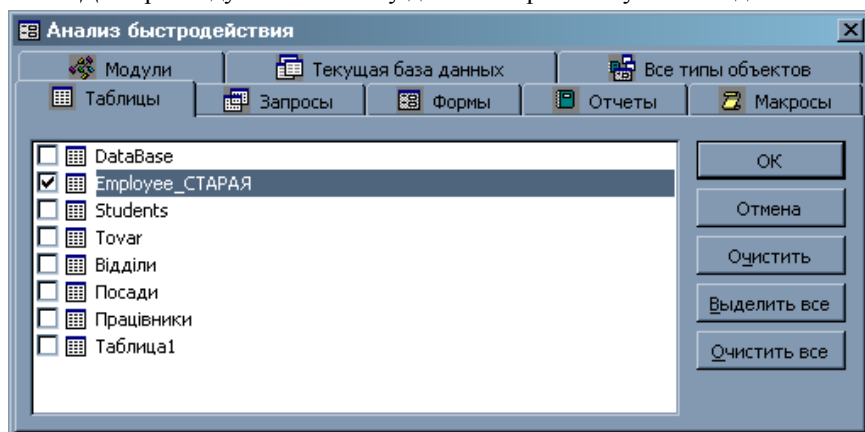 Анализ быстродействия
Модули
Текущая база данных
Все типы объектов
Таблицы
Запросы
Формы
Отчеты
Макросы
DataBase
Employee_СТАРАЯ
Students
Tovar
Відділи
Посади
Працівники
Таблица1
ОК
Отмена
Очистить
Выделить все
Очистить все